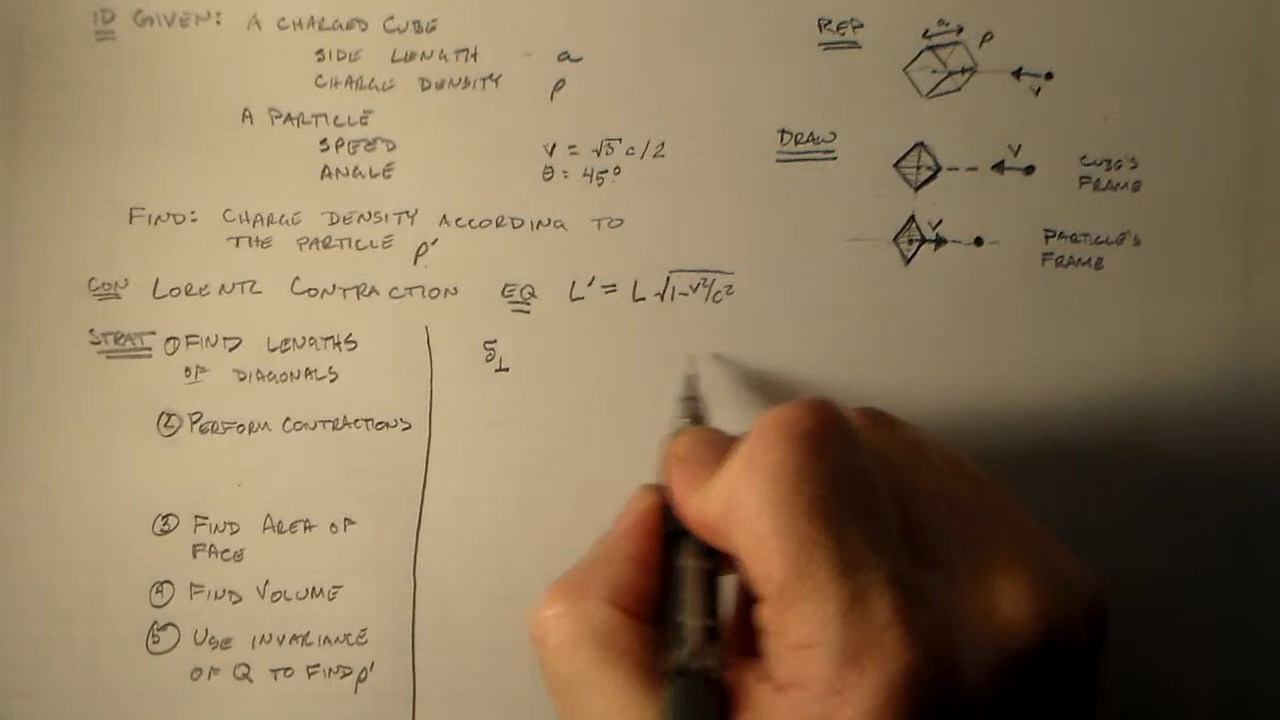 ID GIVEN: A CHARGED CUBE
SIDE LENGTH - a
CHARGE DENSITY ρ
A PARTICLE
SPEED v = √3 c/2
ANGLE θ = 45°
FIND: CHARGE DENSITY ACCORDING TO
THE PARTICLE ρ'
CON LORENTZ CONTRACTION EQ L' = L √1-v²/c²
STRAT ① FIND LENGTHS
OF DIAGONALS
② PERFORM CONTRACTIONS
③ FIND AREA OF
FACE
④ FIND VOLUME
⑤ USE INVARIANCE
OF Q TO FIND ρ'
S⊥
REP
a
ρ
v
DRAW
v
CUBE'S
FRAME
v
PARTICLE'S
FRAME